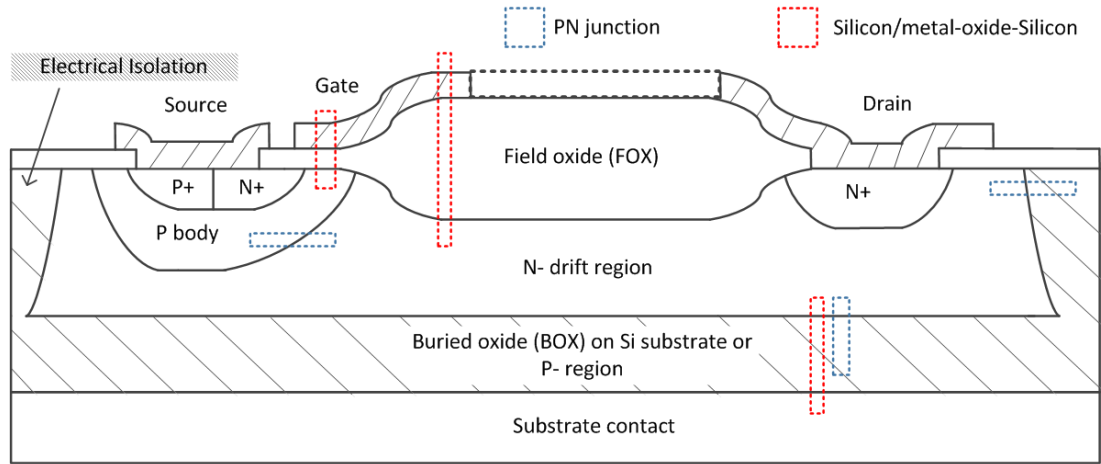 PN junction
Silicon/metal-oxide-Silicon
Electrical Isolation
Source
Gate
Drain
Field oxide (FOX)
P+
N+
N+
P body
N- drift region
Buried oxide (BOX) on Si substrate or
P- region
Substrate contact